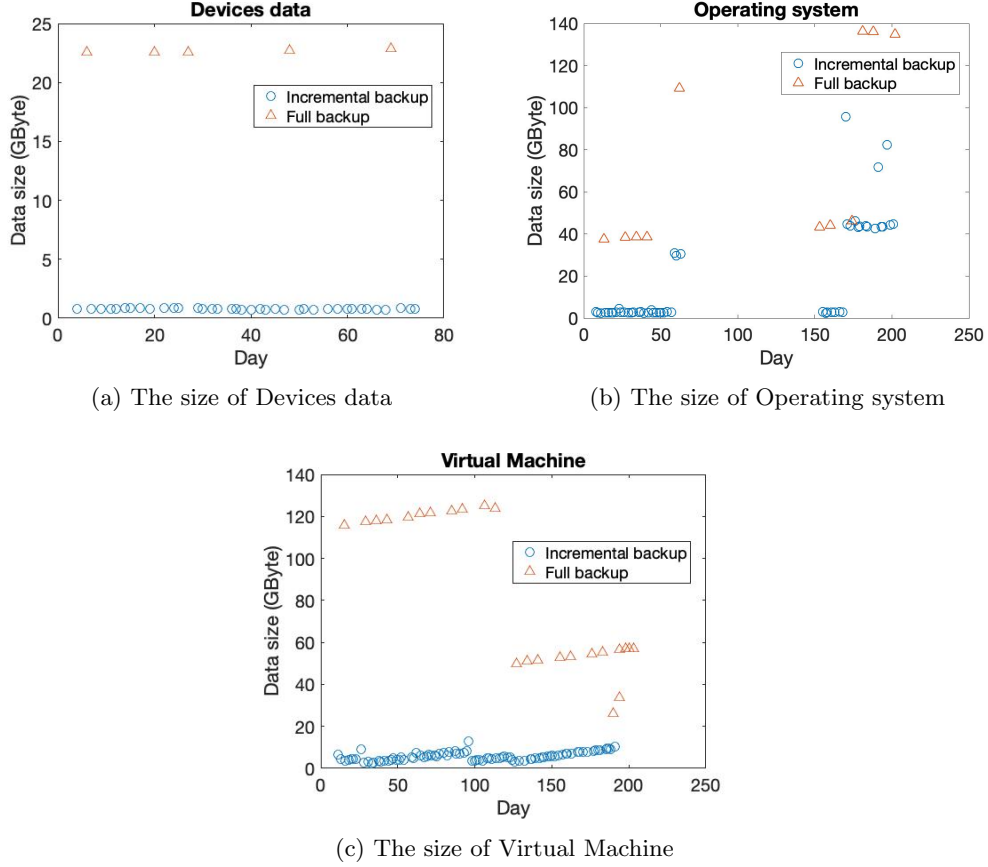 Devices data
25
20
15
10
5
0
Data size (GByte)
Incremental backup
Full backup
0 20 40 60 80
Day
(a) The size of Devices data
Operating system
140
120
100
80
60
40
20
0
Data size (GByte)
Incremental backup
Full backup
0 50 100 150 200 250
Day
(b) The size of Operating system
Virtual Machine
140
120
100
80
60
40
20
0
Data size (GByte)
Incremental backup
Full backup
0 50 100 150 200 250
Day
(c) The size of Virtual Machine